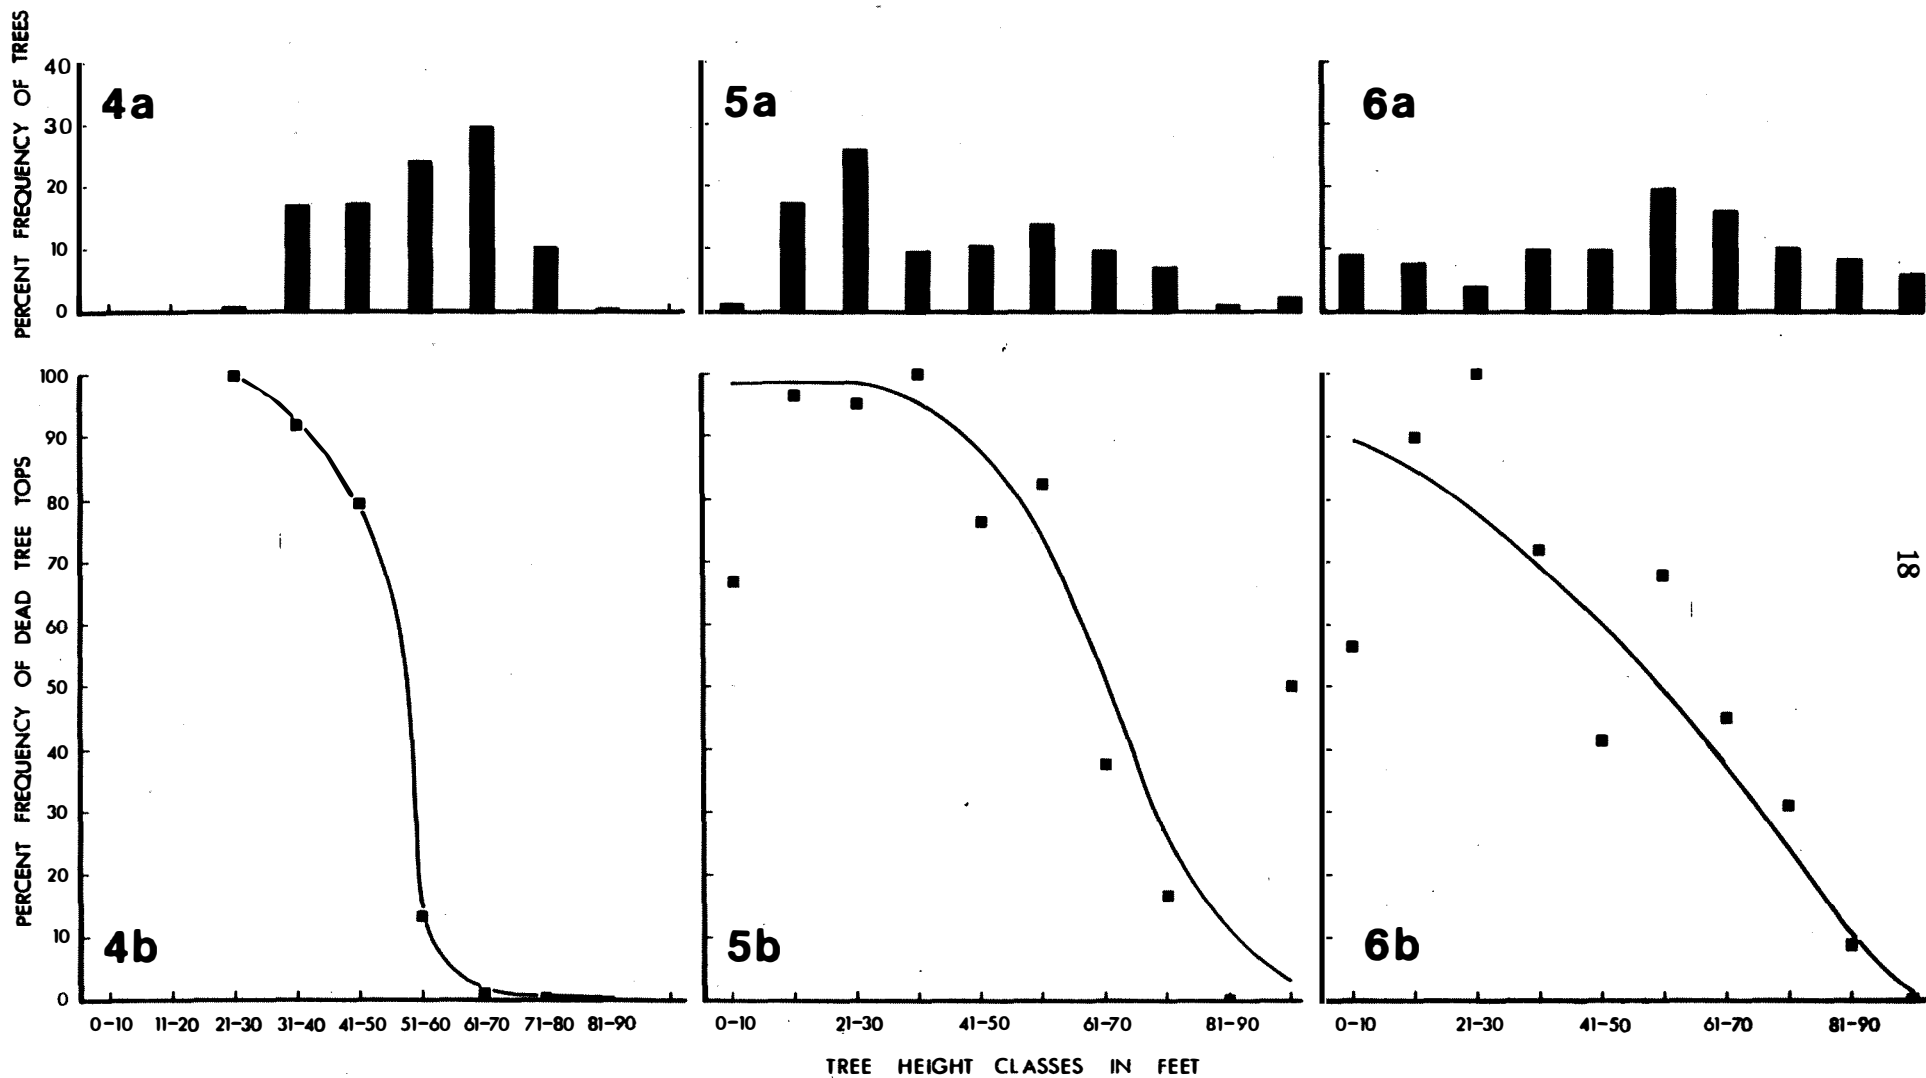 PERCENT FREQUENCY OF TREES
40
30
20
10
0
4a
5a
6a
PERCENT FREQUENCY OF DEAD TREE TOPS
100
90
80
70
60
50
40
30
20
10
0
4b
5b
6b
0-10 11-20 21-30 31-40 41-50 51-60 61-70 71-80 81-90
0-10 21-30 41-50 61-70 81-90
0-10 21-30 41-50 61-70 81-90
TREE HEIGHT CLASSES IN FEET
18